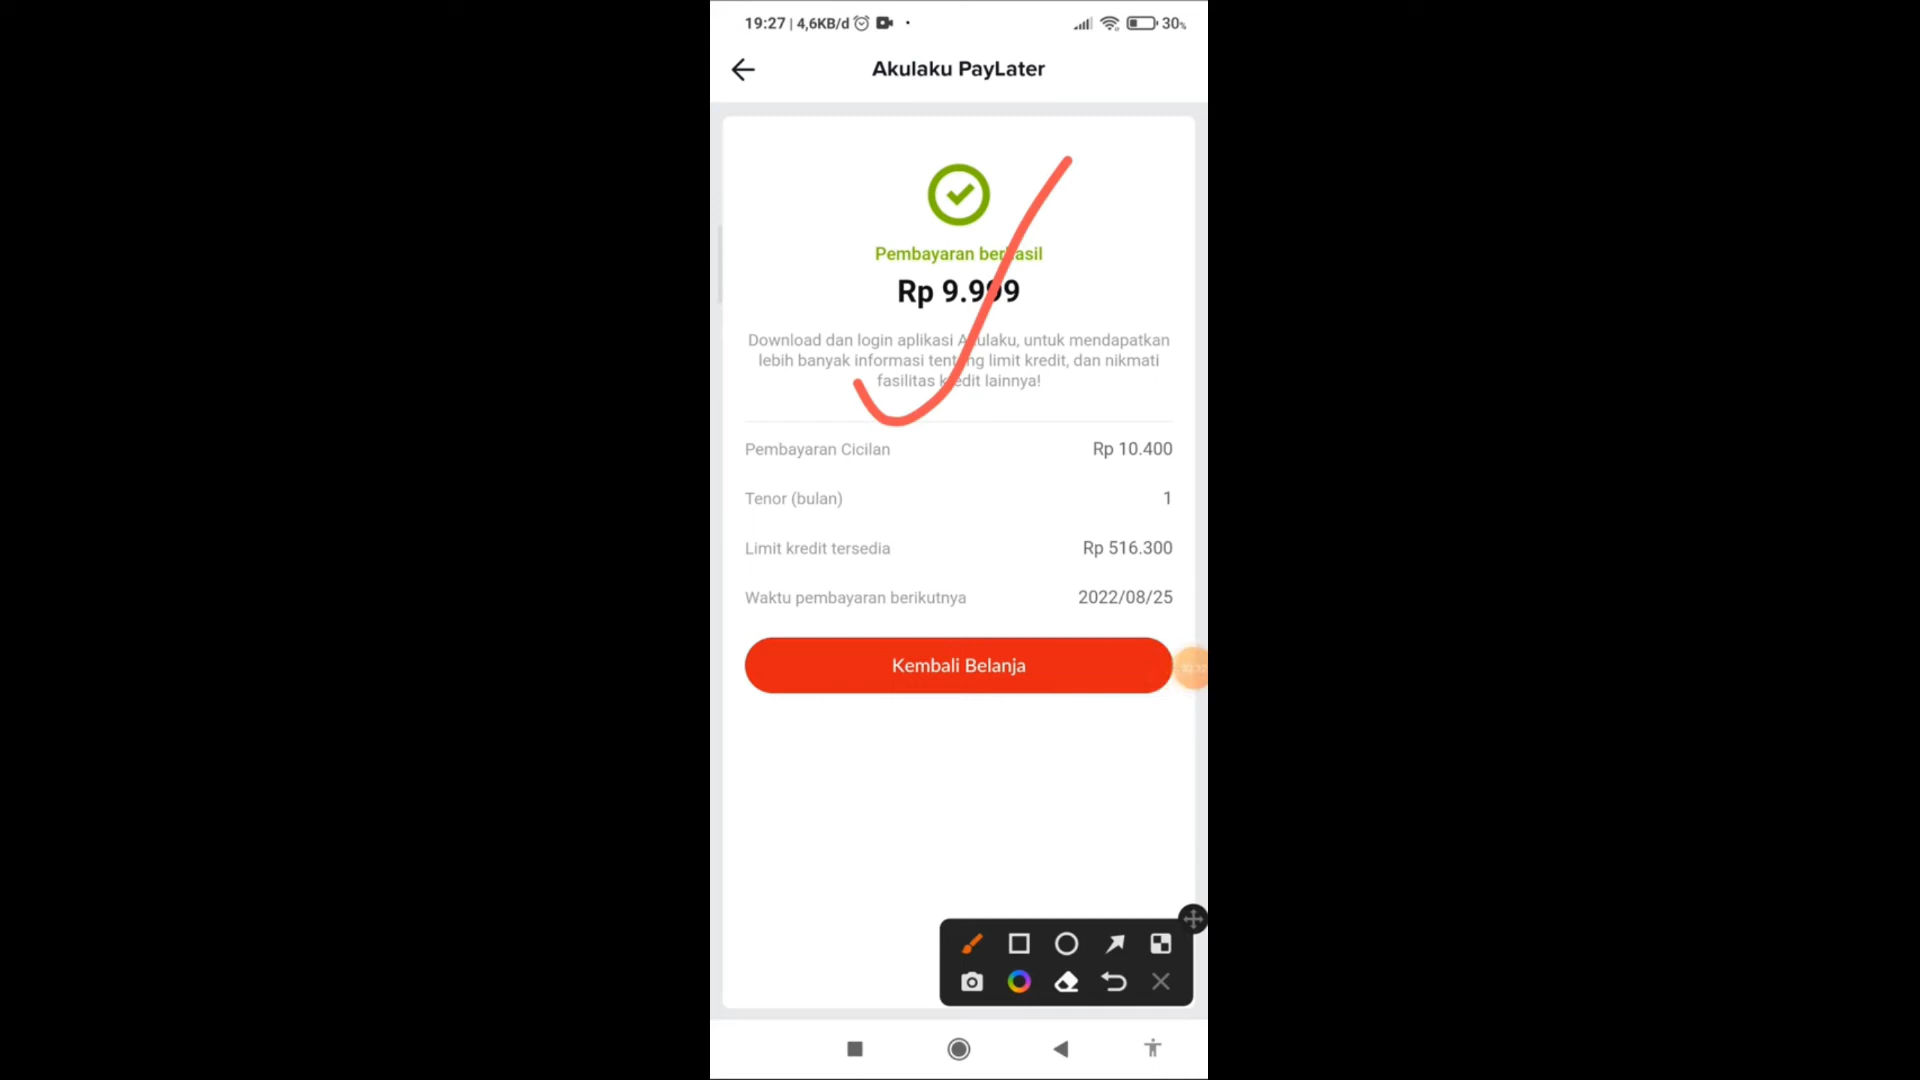 19:27 | 4,6KB/d
30%
Akulaku PayLater
Pembayaran berhasil
Rp 9.999
Download dan login aplikasi Akulaku, untuk mendapatkan
lebih banyak informasi tentang limit kredit, dan nikmati
fasilitas kredit lainnya!
Pembayaran Cicilan Rp 10.400
Tenor (bulan) 1
Limit kredit tersedia Rp 516.300
Waktu pembayaran berikutnya 2022/08/25
Kembali Belanja